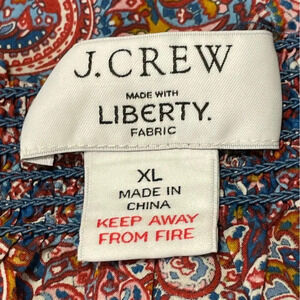 J.CREW
MADE WITH
LIBERTY.
FABRIC
XL
MADE IN
CHINA
KEEP AWAY
FROM FIRE